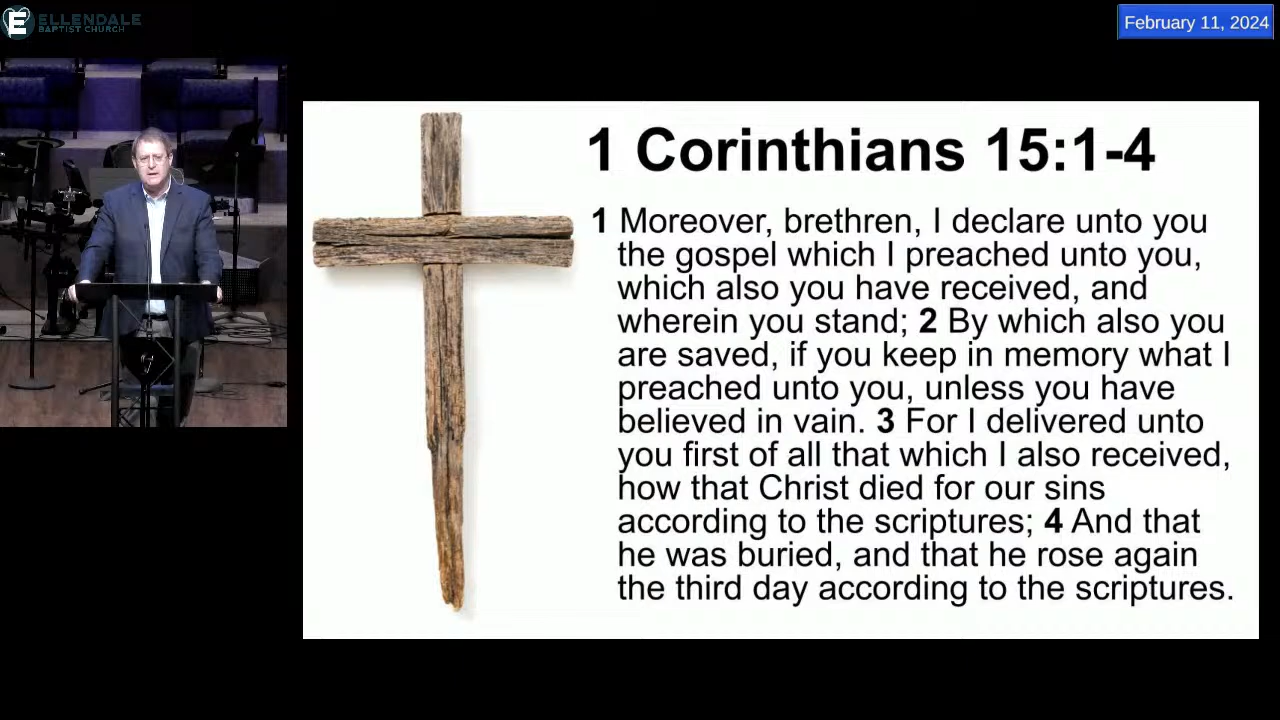 ELLENDALE
BAPTIST CHURCH
February 11, 2024
1 Corinthians 15:1-4
1 Moreover, brethren, I declare unto you
the gospel which I preached unto you,
which also you have received, and
wherein you stand; 2 By which also you
are saved, if you keep in memory what I
preached unto you, unless you have
believed in vain. 3 For I delivered unto
you first of all that which I also received,
how that Christ died for our sins
according to the scriptures; 4 And that
he was buried, and that he rose again
the third day according to the scriptures.